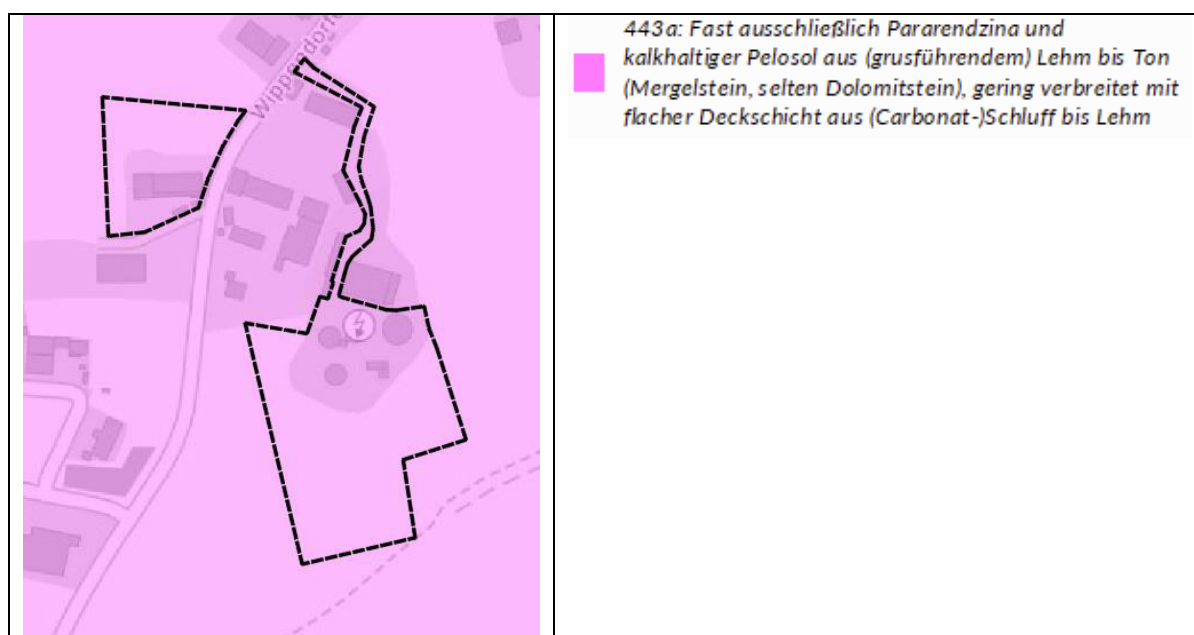 Wippendorf
443a: Fast ausschließlich Pararendzina und
kalkhaltiger Pelosol aus (grusführendem) Lehm bis Ton
(Mergelstein, selten Dolomitstein), gering verbreitet mit
flacher Deckschicht aus (Carbonat-)Schluff bis Lehm